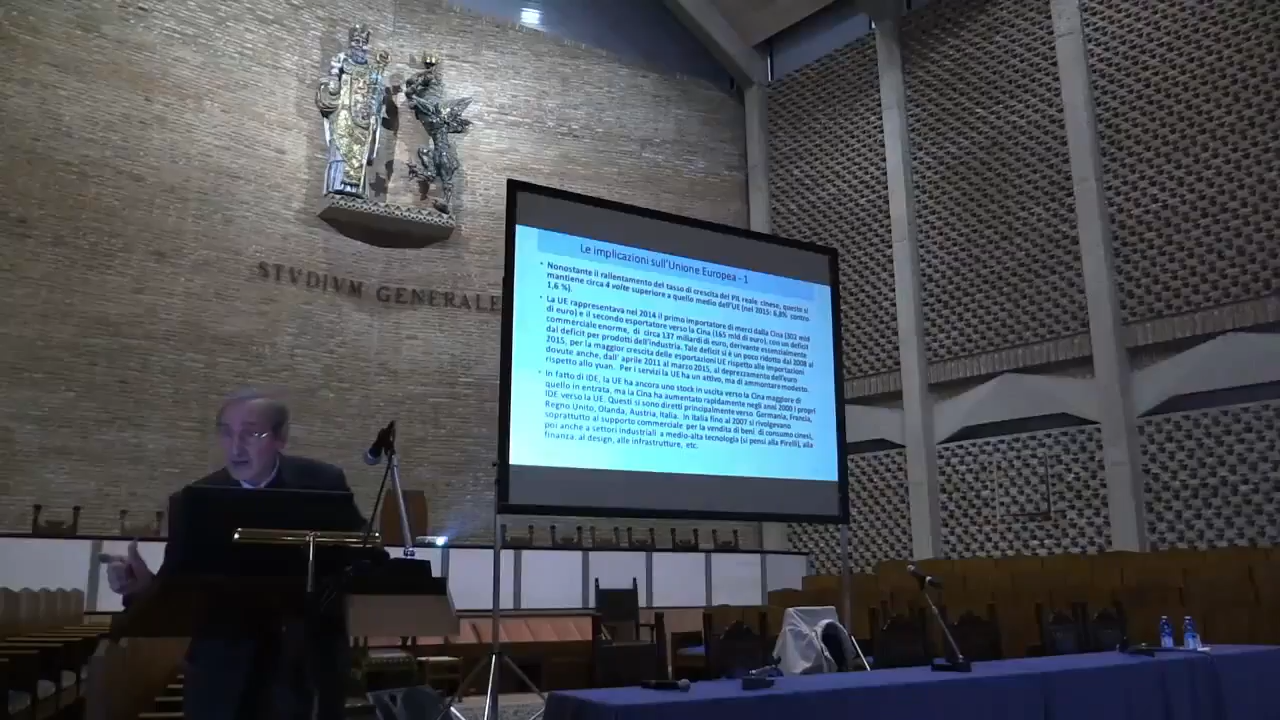 STVDIVM GENERALE
Le implicazioni sull'Unione Europea - 1
• Nonostante il rallentamento del tasso di crescita del PIL reale cinese, questo si
mantiene circa 4 volte superiore a quello medio dell'UE (nel 2015: 6,8% contro
1,6 %).
• La UE rappresentava nel 2014 il primo importatore di merci dalla Cina (302 mld
di euro) e il secondo esportatore verso la Cina (165 mld di euro), con un deficit
commerciale enorme, di circa 137 miliardi di euro, derivante essenzialmente
dal deficit per prodotti dell'industria. Tale deficit si è un poco ridotto dal 2008 al
2015, per la maggior crescita delle esportazioni UE rispetto alle importazioni
dovute anche, dall' aprile 2011 al marzo 2015, al deprezzamento dell'euro
rispetto allo yuan. Per i servizi la UE ha un attivo, ma di ammontare modesto.
• In fatto di IDE, la UE ha ancora uno stock in uscita verso la Cina maggiore di
quello in entrata, ma la Cina ha aumentato rapidamente negli anni 2000 i propri
IDE verso la UE. Questi si sono diretti principalmente verso Germania, Francia,
Regno Unito, Olanda, Austria, Italia. In Italia fino al 2007 si rivolgevano
soprattutto al supporto commerciale per la vendita di beni di consumo cinesi,
poi anche a settori industriali a medio-alta tecnologia (si pensi alla Pirelli), alla
finanza, al design, alle infrastrutture, etc.